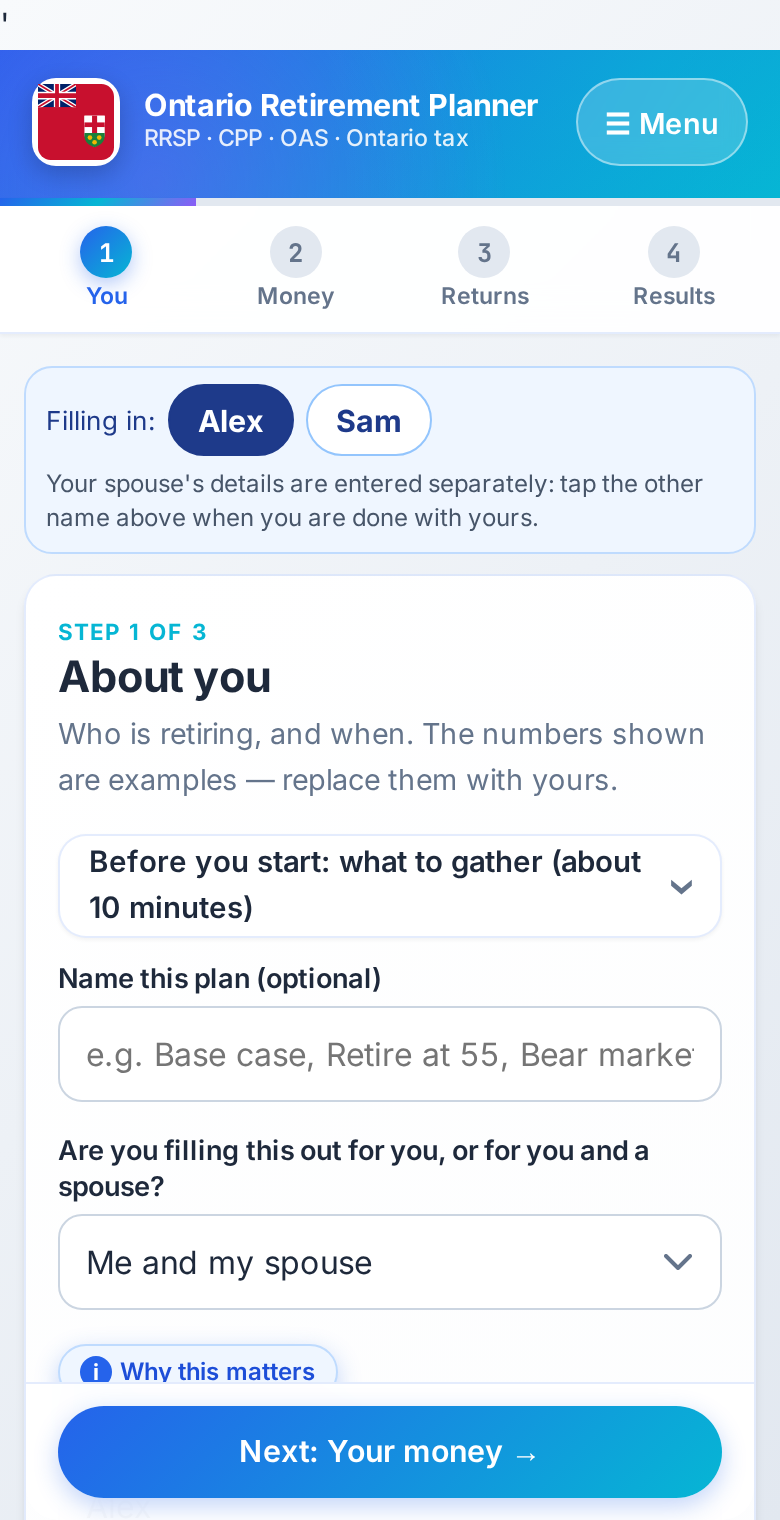 '
Ontario Retirement Planner
RRSP · CPP · OAS · Ontario tax
☰ Menu
1
2
3
4
You
Money
Returns
Results
Filling in:
Alex
Sam
Your spouse's details are entered separately: tap the other
name above when you are done with yours.
STEP 1 OF 3
About you
Who is retiring, and when. The numbers shown
are examples — replace them with yours.
Before you start: what to gather (about
10 minutes)
Name this plan (optional)
e.g. Base case, Retire at 55, Bear market
Are you filling this out for you, or for you and a
spouse?
Me and my spouse
i Why this matters
Next: Your money →
Alex